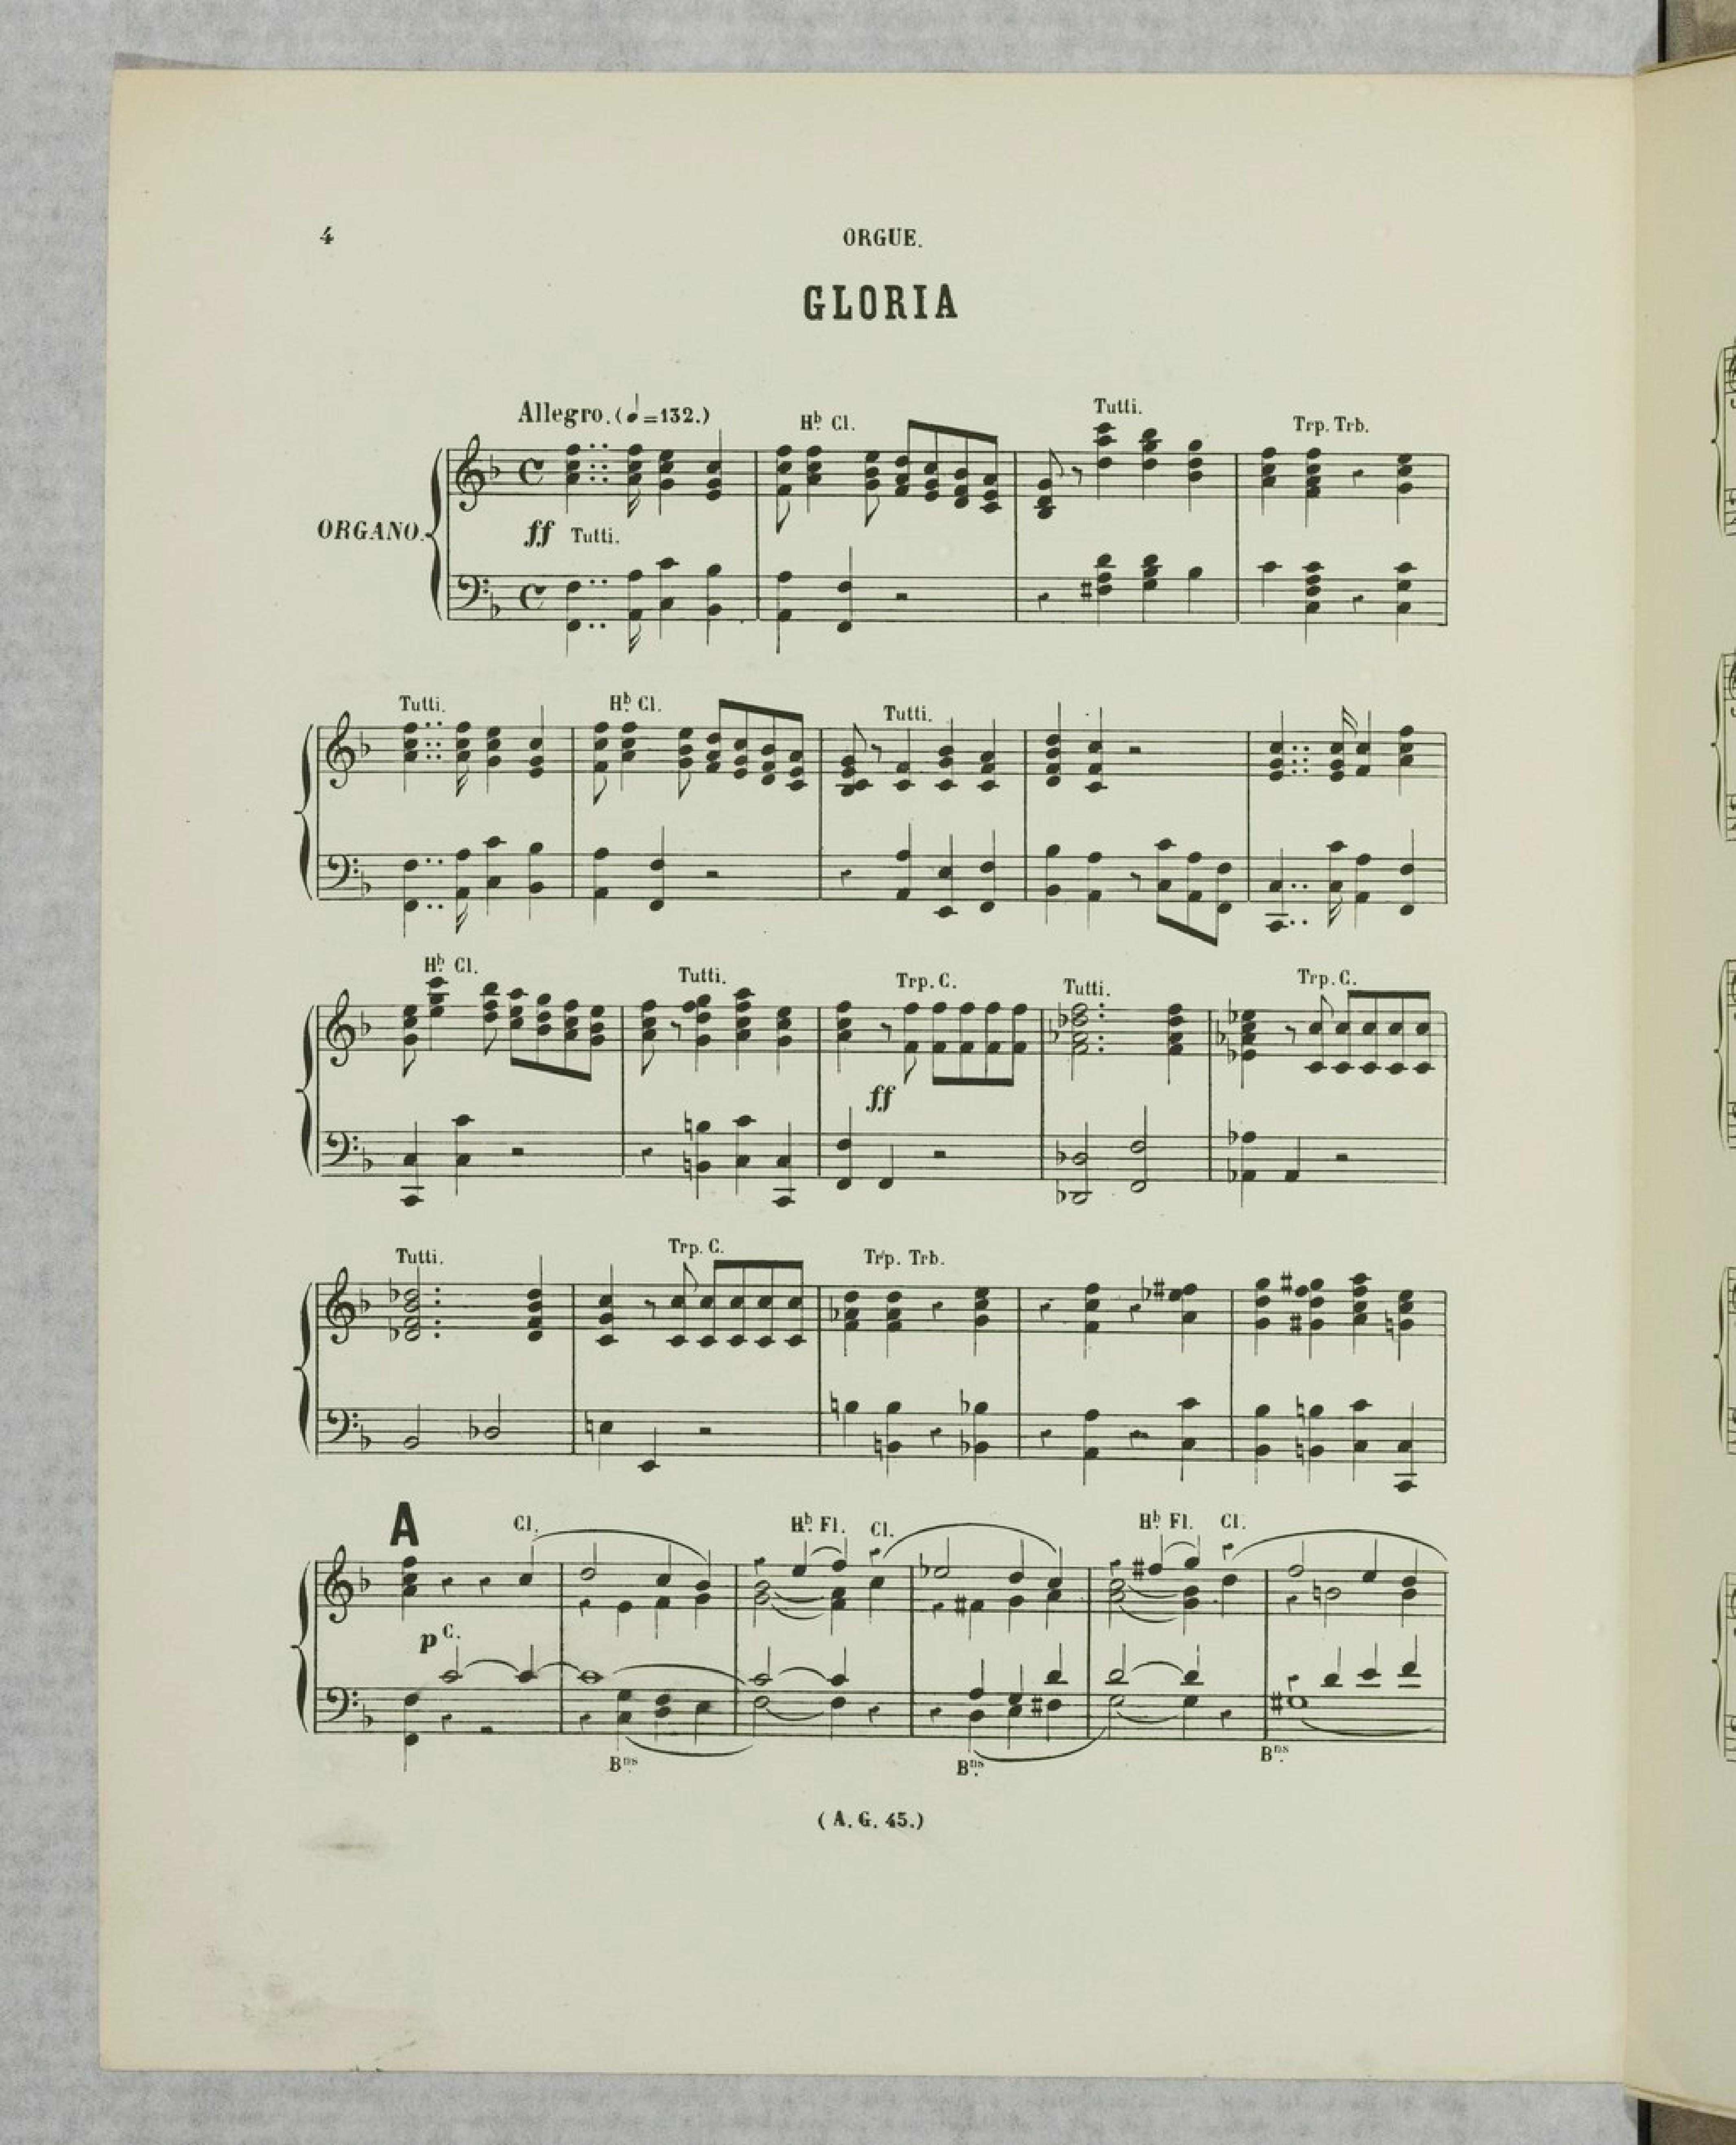 4
ORGUE.
GLORIA
Allegro. (♩=132.)
Hb. Cl.
Tutti.
Trp. Trb.
ORGANO.
ff Tutti.
Tutti.
Hb. Cl.
Tutti.
Hb. Cl.
Tutti.
Trp. C.
Tutti.
Trp. C.
ff
Tutti.
Trp. C.
Trp. Trb.
A
Cl.
Hb. Fl. Cl.
Hb. Fl. Cl.
p C.
Bns.
Bns.
Bns.
(A. G. 45.)